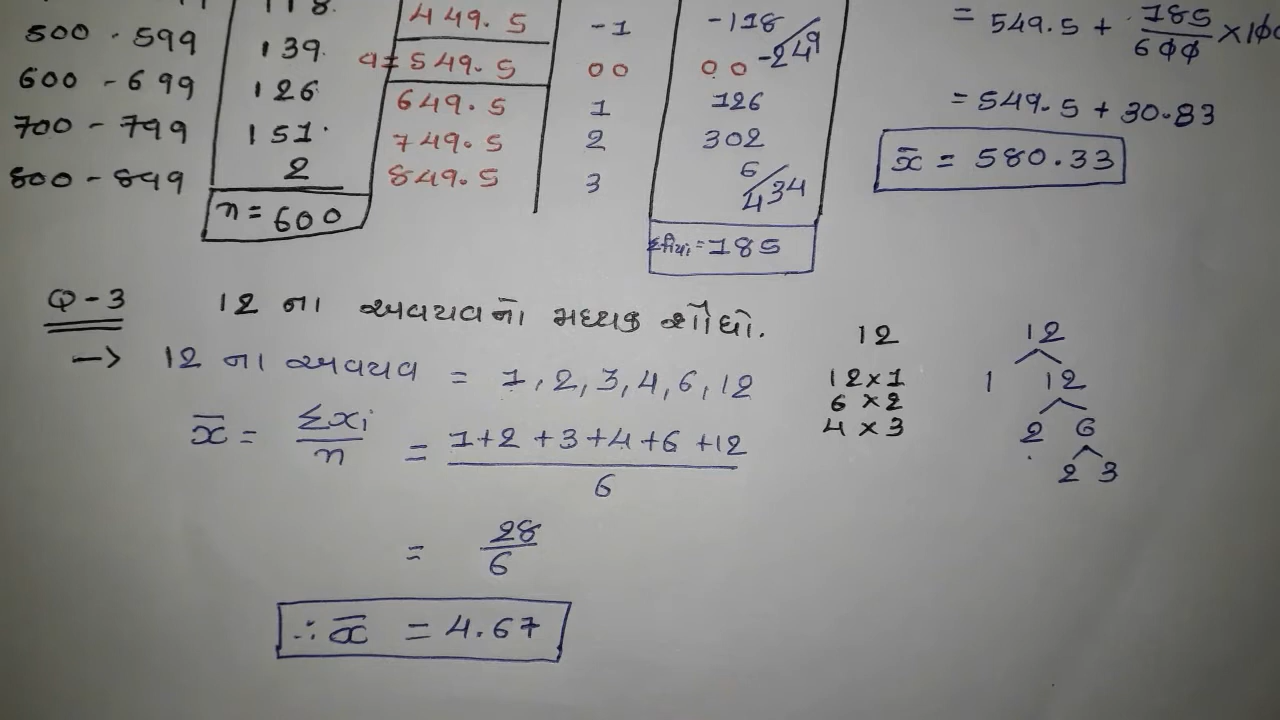 118 449.5 -1 -118 = 549.5 + 185/600 × 100
500 - 599 139 a = 549.5 00 00 -249
600 - 699 126 649.5 1 126 = 549.5 + 30.83
700 - 799 151 749.5 2 302 x̄ = 580.33
800 - 849 2 849.5 3 6 434
n = 600 Σfiui = 185
Q - 3 12 ના અવયવનો મધ્યક શોધો. 12 12
→ 12 ના અવયવ = 1, 2, 3, 4, 6, 12 12 × 1 1 12
6 × 2
x̄ = Σxi/n = 1 + 2 + 3 + 4 + 6 + 12 / 6 4 × 3 2 6
2 3
= 28/6
∴ x̄ = 4.67